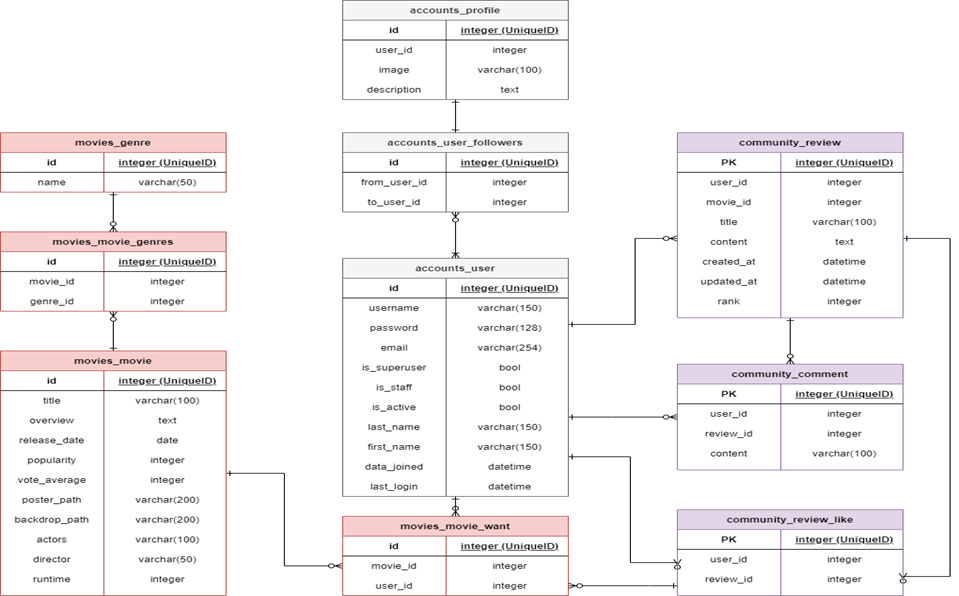 accounts_profile
id integer (UniqueID)
user_id integer
image varchar(100)
description text
movies_genre
id integer (UniqueID)
name varchar(50)
movies_movie_genres
id integer (UniqueID)
movie_id integer
genre_id integer
movies_movie
id integer (UniqueID)
title varchar(100)
overview text
release_date date
popularity integer
vote_average integer
poster_path varchar(200)
backdrop_path varchar(200)
actors varchar(100)
director varchar(50)
runtime integer
accounts_user_followers
id integer (UniqueID)
from_user_id integer
to_user_id integer
accounts_user
id integer (UniqueID)
username varchar(150)
password varchar(128)
email varchar(254)
is_superuser bool
is_staff bool
is_active bool
last_name varchar(150)
first_name varchar(150)
data_joined datetime
last_login datetime
movies_movie_want
id integer (UniqueID)
movie_id integer
user_id integer
community_review
PK integer (UniqueID)
user_id integer
movie_id integer
title varchar(100)
content text
created_at datetime
updated_at datetime
rank integer
community_comment
PK integer (UniqueID)
user_id integer
review_id integer
content varchar(100)
community_review_like
PK integer (UniqueID)
user_id integer
review_id integer